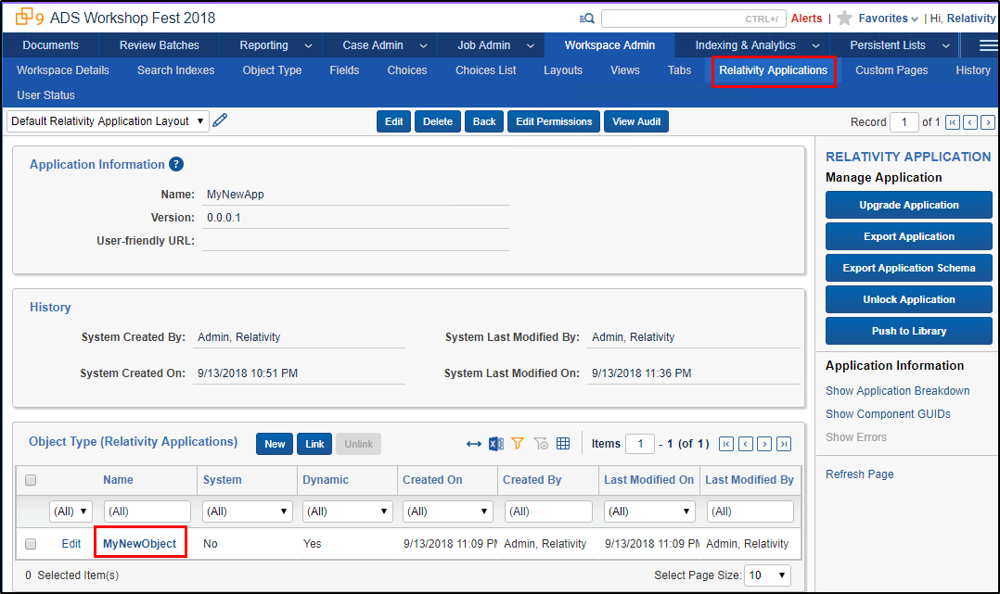 9 ADS Workshop Fest 2018 CTRL+/ Alerts | Favorites | Hi, Relativity
Documents Review Batches Reporting Case Admin Job Admin Workspace Admin Indexing & Analytics Persistent Lists
Workspace Details Search Indexes Object Type Fields Choices Choices List Layouts Views Tabs Relativity Applications Custom Pages History
User Status
Default Relativity Application Layout Edit Delete Back Edit Permissions View Audit Record 1 of 1
Application Information ?
Name: MyNewApp
Version: 0.0.0.1
User-friendly URL:
History
System Created By: Admin, Relativity System Last Modified By: Admin, Relativity
System Created On: 9/13/2018 10:51 PM System Last Modified On: 9/13/2018 11:36 PM
Object Type (Relativity Applications) New Link Unlink Items 1 - 1 (of 1)
Name System Dynamic Created On Created By Last Modified On Last Modified By
(All) (All) (All) (All) (All) (All) (All) (All)
Edit MyNewObject No Yes 9/13/2018 11:09 PM Admin, Relativity 9/13/2018 11:09 PM Admin, Relativity
0 Selected Item(s) Select Page Size: 10
RELATIVITY APPLICATION
Manage Application
Upgrade Application
Export Application
Export Application Schema
Unlock Application
Push to Library
Application Information
Show Application Breakdown
Show Component GUIDs
Show Errors
Refresh Page